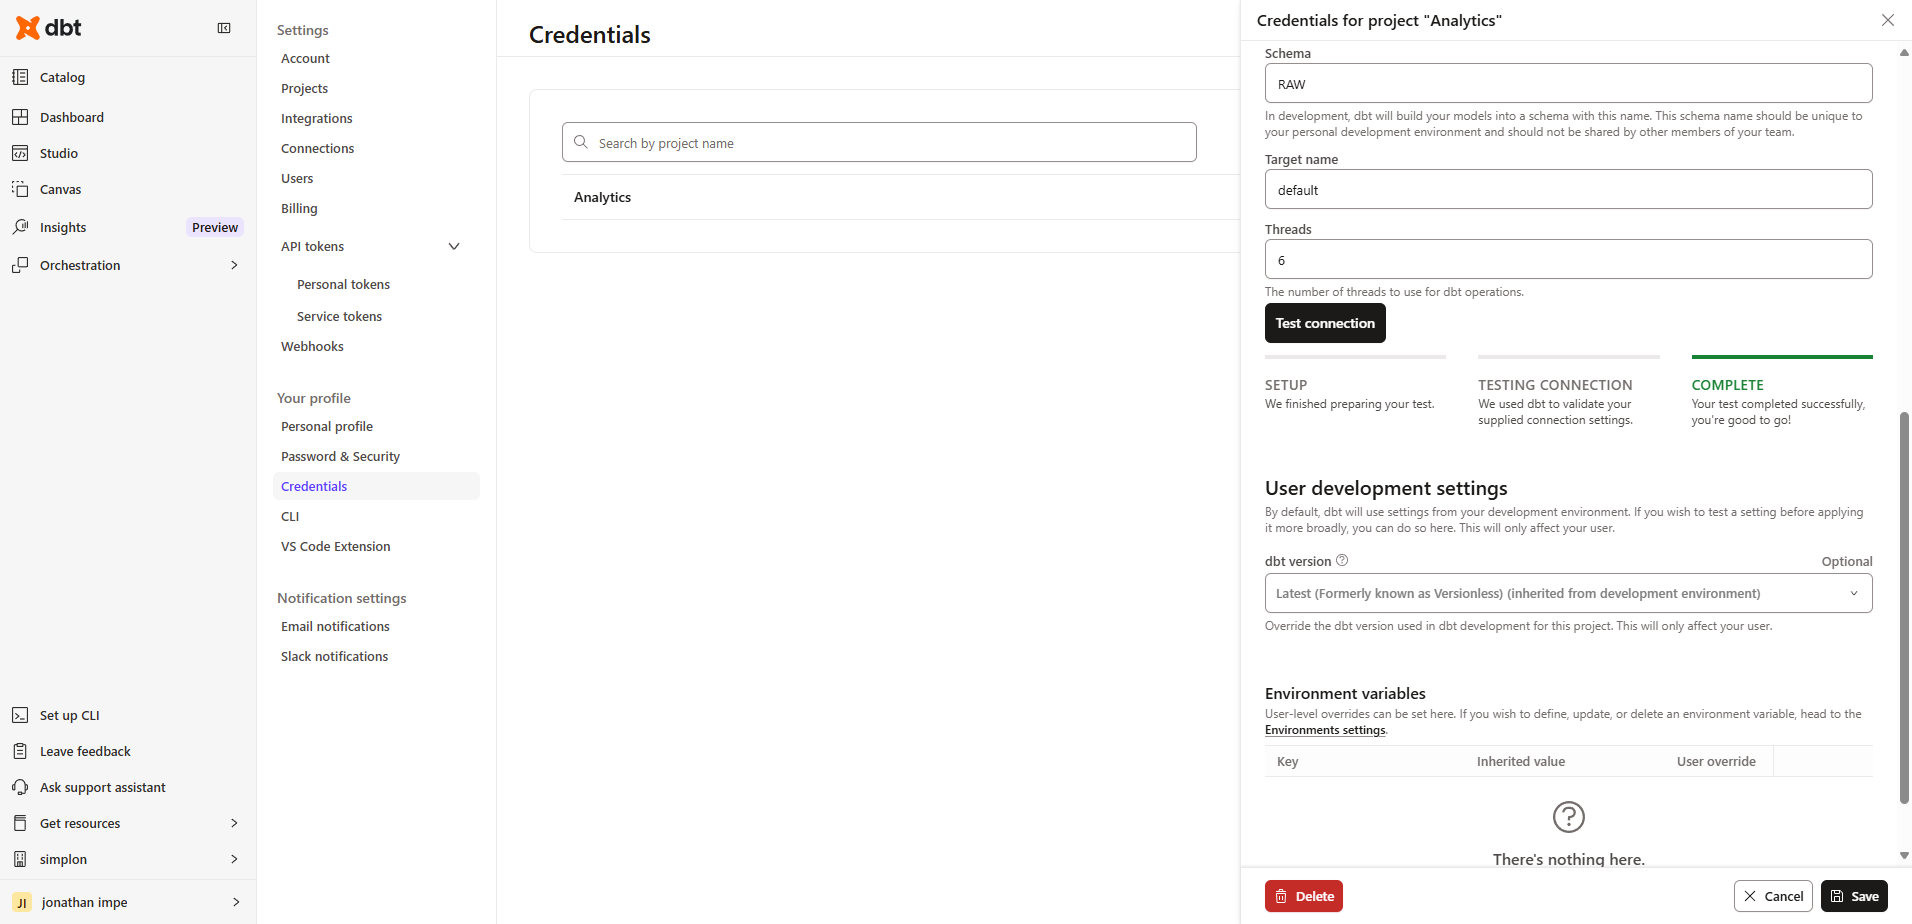 dbt
Catalog
Dashboard
Studio
Canvas
Insights
Preview
Orchestration
Set up CLI
Leave feedback
Ask support assistant
Get resources
simplon
JI
jonathan impe
Settings
Account
Projects
Integrations
Connections
Users
Billing
API tokens
Personal tokens
Service tokens
Webhooks
Your profile
Personal profile
Password & Security
Credentials
CLI
VS Code Extension
Notification settings
Email notifications
Slack notifications
Credentials
Search by project name
Analytics
Credentials for project "Analytics"
Schema
RAW
In development, dbt will build your models into a schema with this name. This schema name should be unique to
your personal development environment and should not be shared by other members of your team.
Target name
default
Threads
6
The number of threads to use for dbt operations.
Test connection
SETUP
We finished preparing your test.
TESTING CONNECTION
We used dbt to validate your
supplied connection settings.
COMPLETE
Your test completed successfully,
you're good to go!
User development settings
By default, dbt will use settings from your development environment. If you wish to test a setting before applying
it more broadly, you can do so here. This will only affect your user.
dbt version
Optional
Latest (Formerly known as Versionless) (inherited from development environment)
Override the dbt version used in dbt development for this project. This will only affect your user.
Environment variables
User-level overrides can be set here. If you wish to define, update, or delete an environment variable, head to the
Environments settings.
Key
Inherited value
User override
There's nothing here.
Delete
Cancel
Save